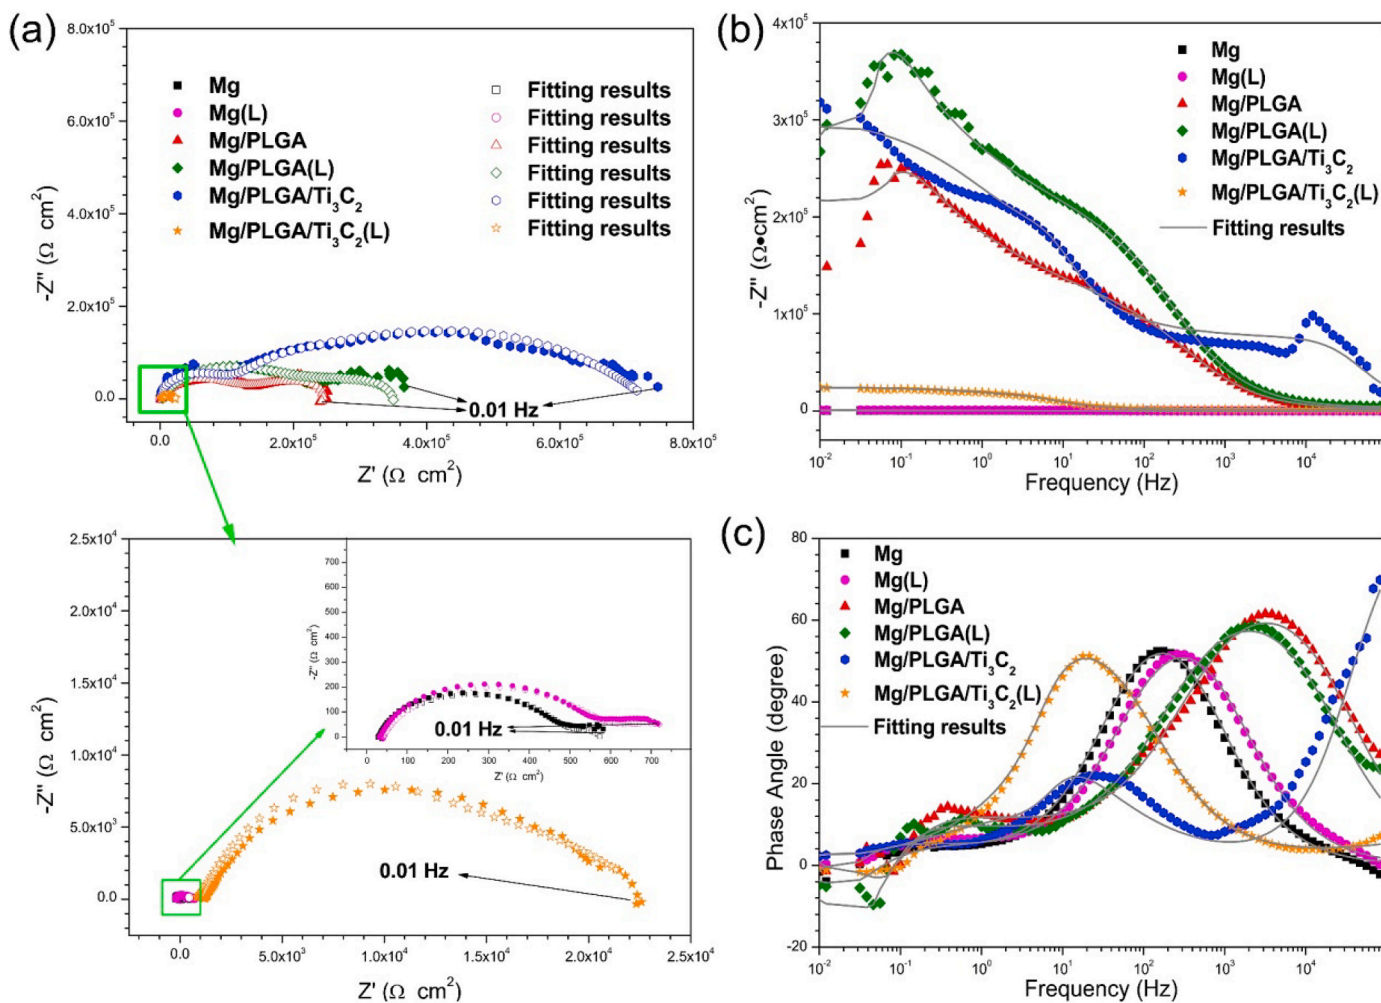 (a)
8.0x10⁵
6.0x10⁵
4.0x10⁵
2.0x10⁵
0.0
-Z" (Ω cm²)
Mg
Mg(L)
Mg/PLGA
Mg/PLGA(L)
Mg/PLGA/Ti₃C₂
Mg/PLGA/Ti₃C₂(L)
Fitting results
Fitting results
Fitting results
Fitting results
Fitting results
Fitting results
0.01 Hz
0.0 2.0x10⁵ 4.0x10⁵ 6.0x10⁵ 8.0x10⁵
Z' (Ω cm²)
2.5x10⁴
2.0x10⁴
1.5x10⁴
1.0x10⁴
5.0x10³
0.0
-Z" (Ω cm²)
700
600
500
400
300
200
100
0
-Z" (Ω cm²)
0.01 Hz
0 100 200 300 400 500 600 700
Z' (Ω cm²)
0.01 Hz
0.0 5.0x10³ 1.0x10⁴ 1.5x10⁴ 2.0x10⁴ 2.5x10⁴
Z' (Ω cm²)
(b)
4x10⁵
3x10⁵
2x10⁵
1x10⁵
0
-Z" (Ω•cm²)
Mg
Mg(L)
Mg/PLGA
Mg/PLGA(L)
Mg/PLGA/Ti₃C₂
Mg/PLGA/Ti₃C₂(L)
Fitting results
10⁻² 10⁻¹ 10⁰ 10¹ 10² 10³ 10⁴
Frequency (Hz)
(c)
80
60
40
20
0
-20
Phase Angle (degree)
Mg
Mg(L)
Mg/PLGA
Mg/PLGA(L)
Mg/PLGA/Ti₃C₂
Mg/PLGA/Ti₃C₂(L)
Fitting results
10⁻² 10⁻¹ 10⁰ 10¹ 10² 10³ 10⁴
Frequency (Hz)